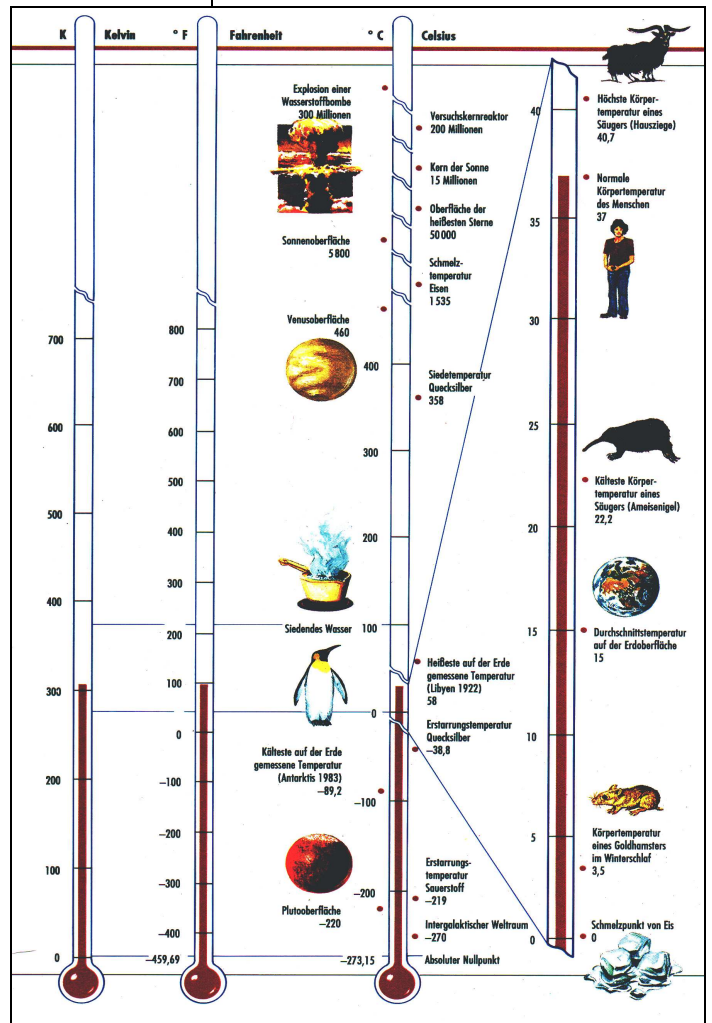 K Kelvin ° F Fahrenheit ° C Celsius
Explosion einer
Wasserstoffbombe
300 Millionen
Sonnenoberfläche
5 800
Venusoberfläche
460
Siedendes Wasser
Kälteste auf der Erde
gemessene Temperatur
(Antarktis 1983)
–89,2
Plutooberfläche
–220
Versuchskernreaktor
200 Millionen
Kern der Sonne
15 Millionen
Oberfläche der
heißesten Sterne
50 000
Schmelz-
temperatur
Eisen
1 535
Siedetemperatur
Quecksilber
358
Heißeste auf der Erde
gemessene Temperatur
(Libyen 1922)
58
Erstarrungstemperatur
Quecksilber
–38,8
Erstarrungs-
temperatur
Sauerstoff
–219
Intergalaktischer Weltraum
–270
Absoluter Nullpunkt
Höchste Körper-
temperatur eines
Säugers (Hausziege)
40,7
Normale
Körpertemperatur
des Menschen
37
Kälteste Körper-
temperatur eines
Säugers (Ameisenigel)
22,2
Durchschnittstemperatur
auf der Erdoberfläche
15
Körpertemperatur
eines Goldhamsters
im Winterschlaf
3,5
Schmelzpunkt von Eis
0
700
600
500
400
300
200
100
0
800
700
600
500
400
300
200
100
0
–100
–200
–300
–400
–459,69
400
300
200
100
0
–100
–200
–273,15
40
35
30
25
20
15
10
5
0